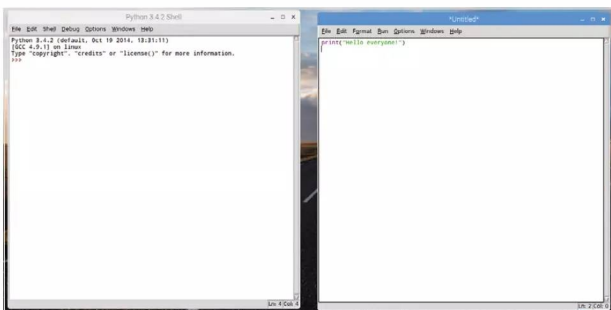 Python 3.4.2 Shell
File Edit Shell Debug Options Windows Help
Python 3.4.2 (default, Oct 19 2014, 13:31:11)
[GCC 4.9.1] on linux
Type "copyright", "credits" or "license()" for more information.
>>>
Ln: 4 Col: 4
*Untitled*
File Edit Format Run Options Windows Help
print("Hello everyone!")
Ln: 2 Col: 0